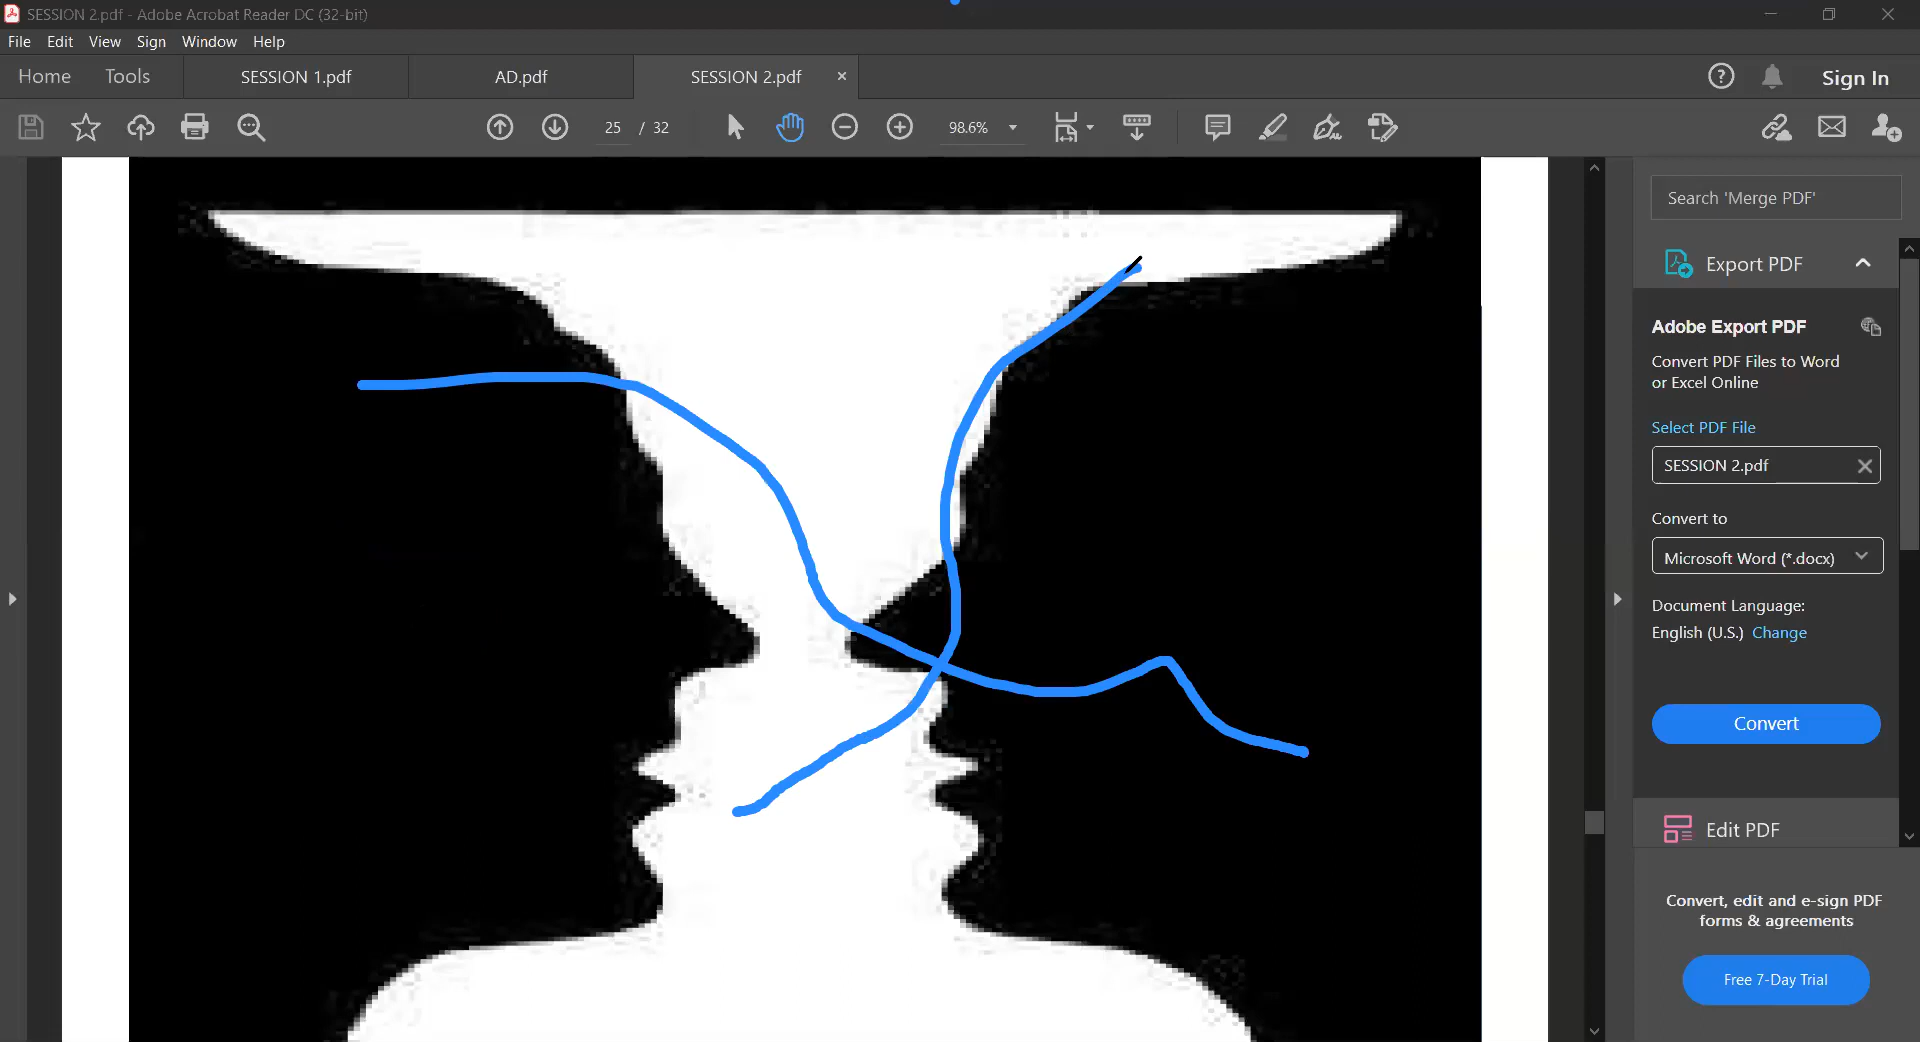 SESSION 2.pdf - Adobe Acrobat Reader DC (32-bit)
File Edit View Sign Window Help
Home Tools SESSION 1.pdf AD.pdf SESSION 2.pdf Sign In
25 / 32 98.6%
Search 'Merge PDF'
Export PDF
Adobe Export PDF
Convert PDF Files to Word
or Excel Online
Select PDF File
SESSION 2.pdf
Convert to
Microsoft Word (*.docx)
Document Language:
English (U.S.) Change
Convert
Edit PDF
Convert, edit and e-sign PDF
forms & agreements
Free 7-Day Trial